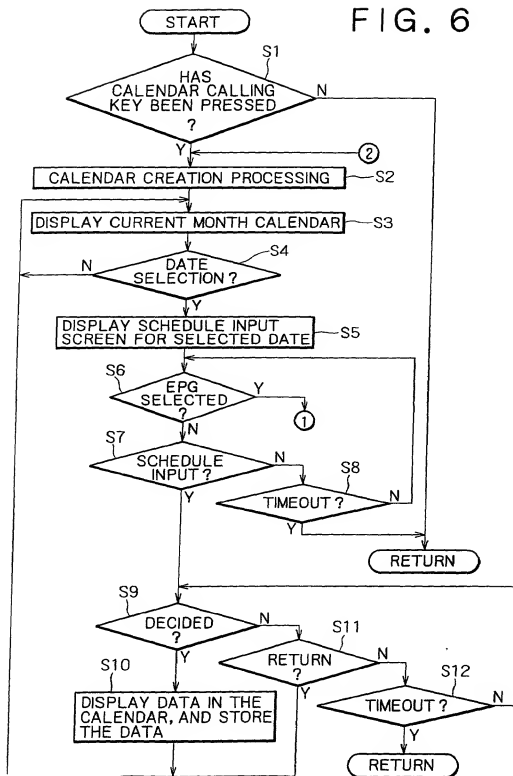 START
FIG. 6
S1
HAS
CALENDAR CALLING
KEY BEEN PRESSED
?
N
Y
2
CALENDAR CREATION PROCESSING
S2
DISPLAY CURRENT MONTH CALENDAR
S3
S4
N
DATE
SELECTION ?
Y
DISPLAY SCHEDULE INPUT
SCREEN FOR SELECTED DATE
S5
S6
EPG
SELECTED
?
Y
1
N
S7
SCHEDULE
INPUT ?
N
S8
Y
TIMEOUT ?
N
Y
RETURN
S9
DECIDED
?
N
S11
Y
S10
RETURN
?
N
S12
Y
DISPLAY DATA IN THE
CALENDAR, AND STORE
THE DATA
TIMEOUT ?
N
Y
RETURN